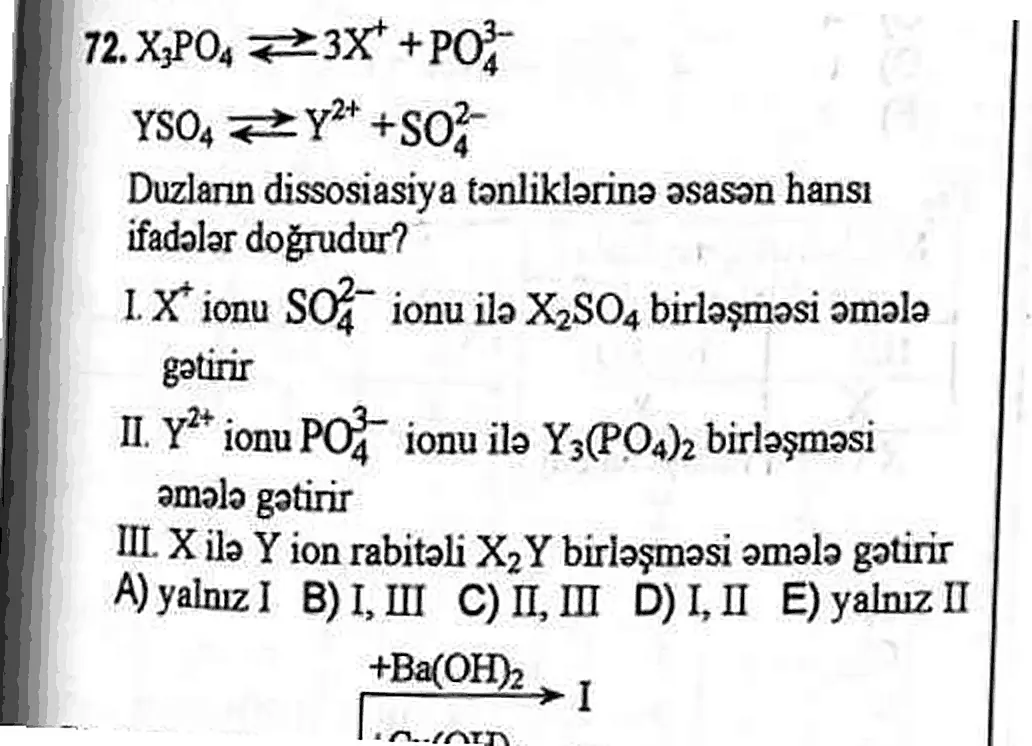 72. X₃PO₄ ⇄ 3X⁺ + PO₄³⁻
YSO₄ ⇄ Y²⁺ + SO₄²⁻
Duzların dissosiasiya tənliklərinə əsasən hansı
ifadələr doğrudur?
I. X⁺ ionu SO₄²⁻ ionu ilə X₂SO₄ birləşməsi əmələ
gətirir
II. Y²⁺ ionu PO₄³⁻ ionu ilə Y₃(PO₄)₂ birləşməsi
əmələ gətirir
III. X ilə Y ion rabitəli X₂Y birləşməsi əmələ gətirir
A) yalnız I B) I, III C) II, III D) I, II E) yalnız II
+Ba(OH)₂
I